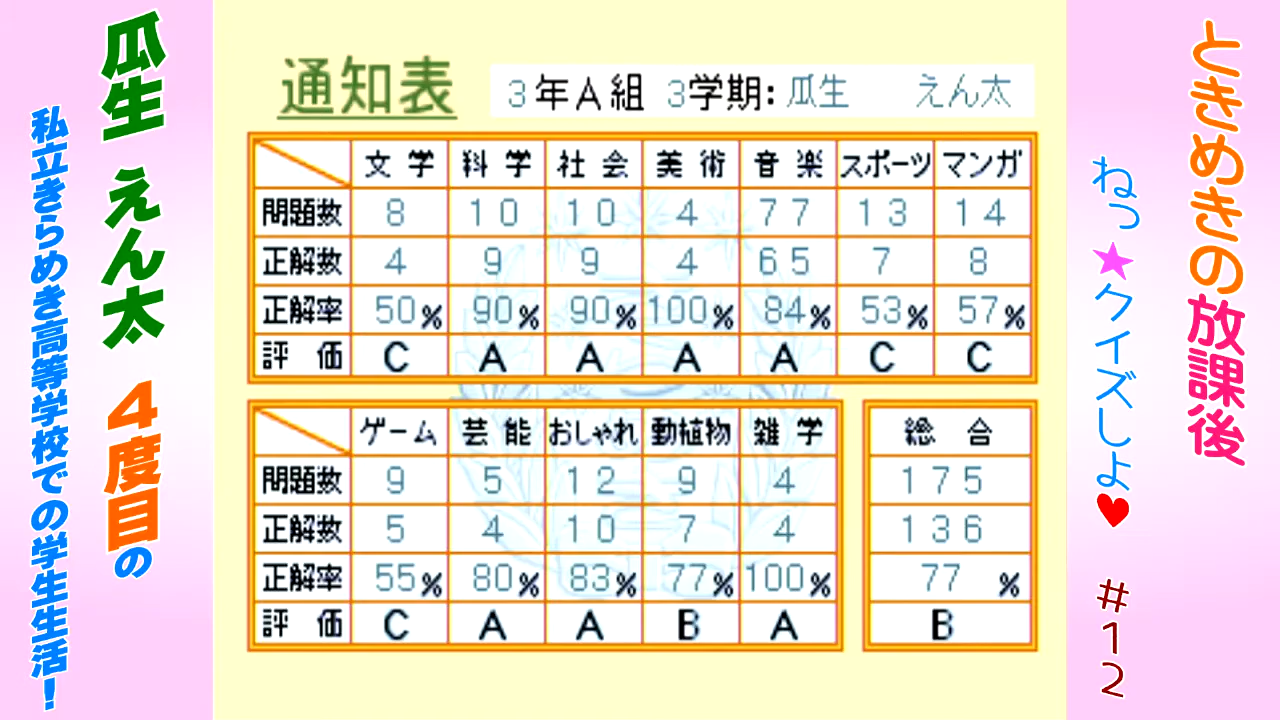 ときめきの放課後
ねっ★クイズしよ♥ #12
通知表 3年A組 3学期:瓜生 えん太
文学 科学 社会 美術 音楽 スポーツ マンガ
問題数 8 10 10 4 77 13 14
正解数 4 9 9 4 65 7 8
正解率 50% 90% 90% 100% 84% 53% 57%
評価 C A A A A C C
ゲーム 芸能 おしゃれ 動植物 雑学 総合
問題数 9 5 12 9 4 175
正解数 5 4 10 7 4 136
正解率 55% 80% 83% 77% 100% 77%
評価 C A A B A B
瓜生 えん太 4度目の
私立きらめき高等学校での学生生活!